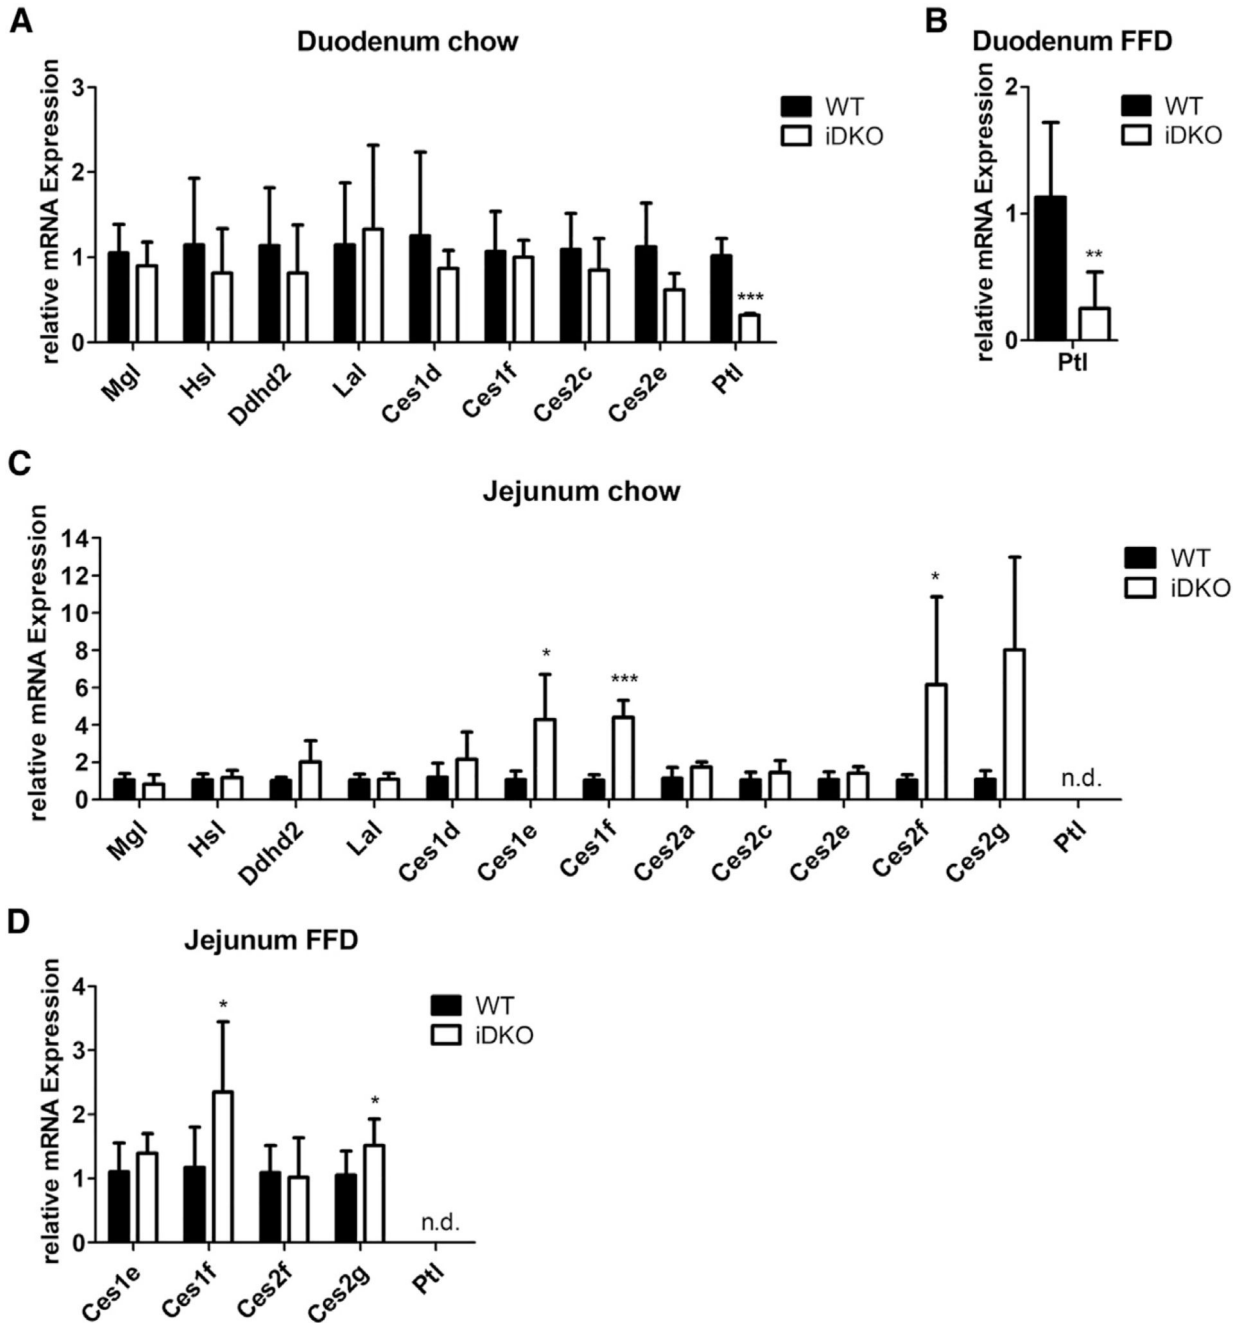 A
Duodenum chow
relative mRNA Expression
3
2
1
0
WT
iDKO
***
Mgl
Hsl
Ddhd2
Lal
Ces1d
Ces1f
Ces2c
Ces2e
Ptl
B
Duodenum FFD
relative mRNA Expression
2
1
0
WT
iDKO
**
Ptl
C
Jejunum chow
relative mRNA Expression
14
12
10
8
6
4
2
0
WT
iDKO
*
***
*
n.d.
Mgl
Hsl
Ddhd2
Lal
Ces1d
Ces1e
Ces1f
Ces2a
Ces2c
Ces2e
Ces2f
Ces2g
Ptl
D
Jejunum FFD
relative mRNA Expression
4
3
2
1
0
WT
iDKO
*
*
n.d.
Ces1e
Ces1f
Ces2f
Ces2g
Ptl